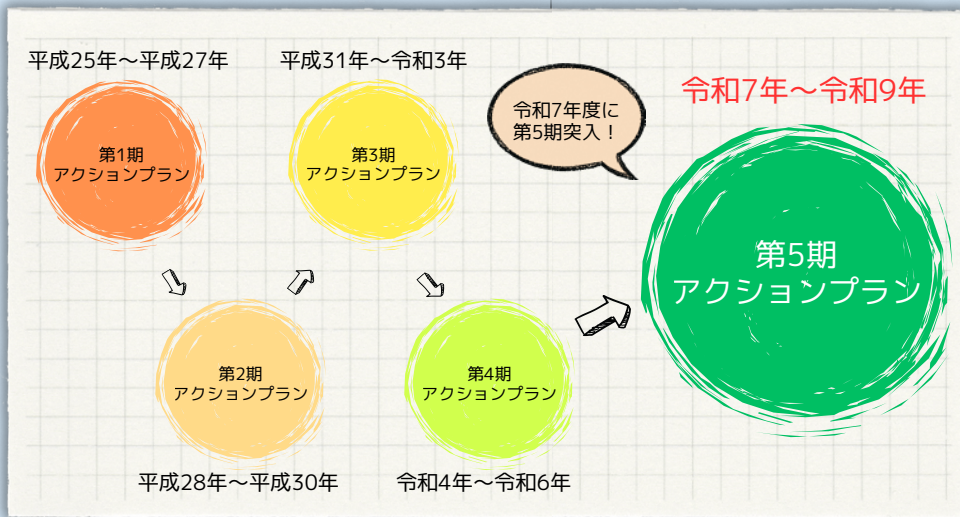 平成25年～平成27年
第1期
アクションプラン
平成28年～平成30年
第2期
アクションプラン
平成31年～令和3年
第3期
アクションプラン
令和4年～令和6年
第4期
アクションプラン
令和7年度に
第5期突入！
令和7年～令和9年
第5期
アクションプラン